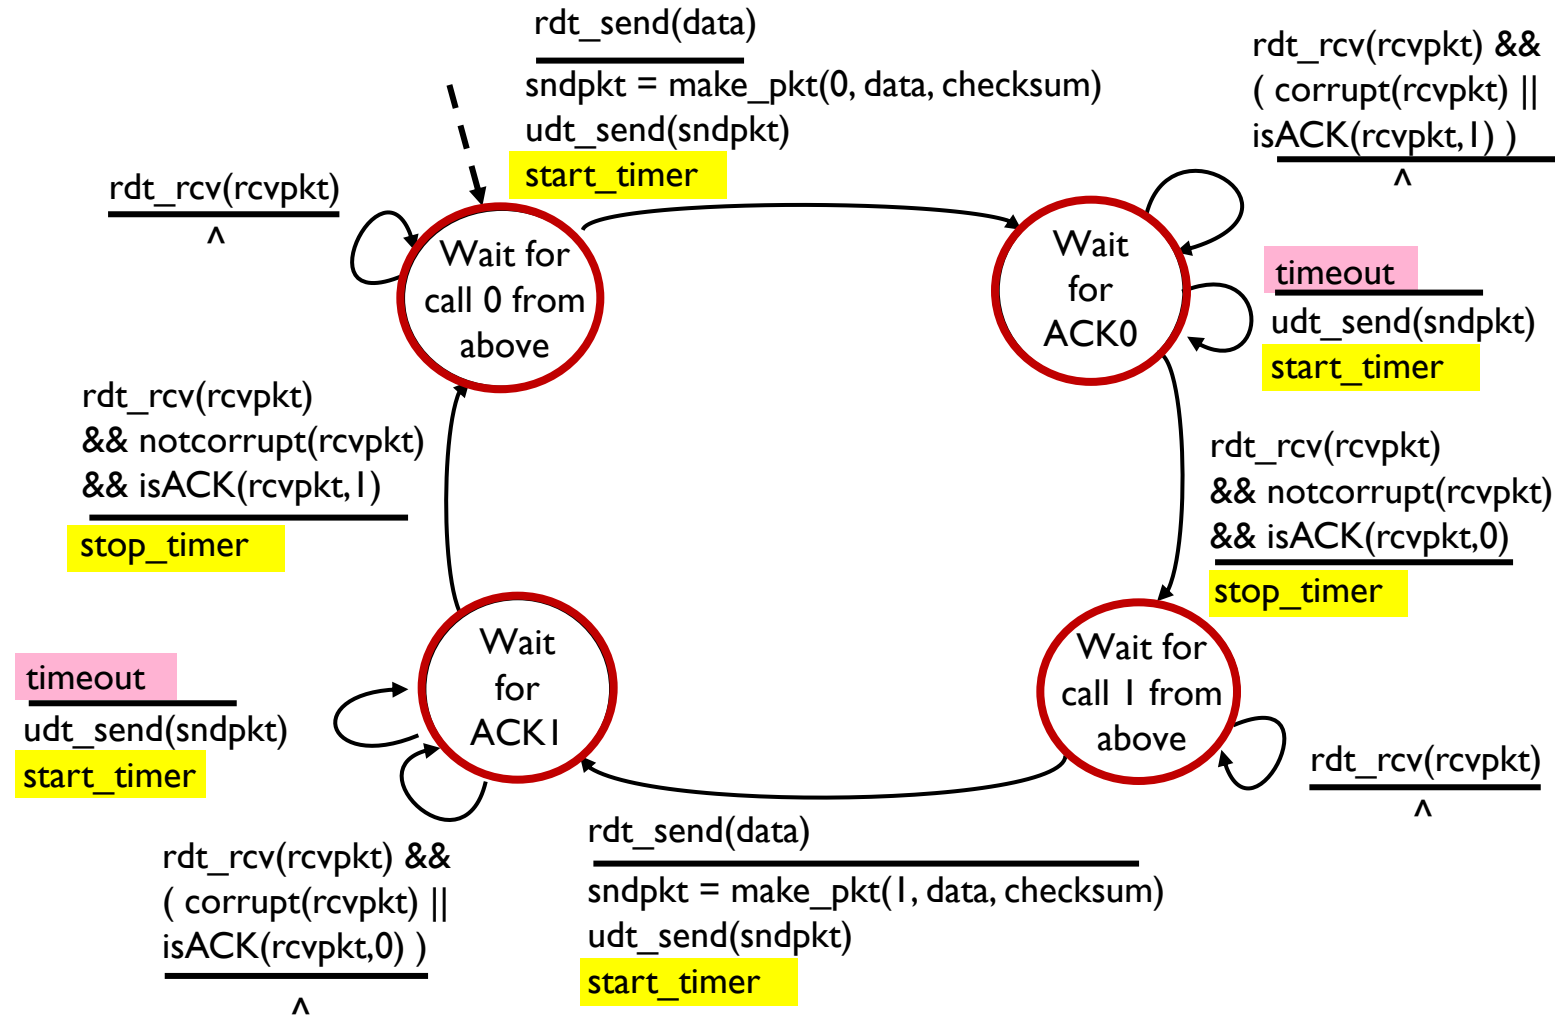 rdt_send(data)
sndpkt = make_pkt(0, data, checksum)
udt_send(sndpkt)
start_timer
rdt_rcv(rcvpkt) &&
( corrupt(rcvpkt) ||
isACK(rcvpkt,1) )
^
rdt_rcv(rcvpkt)
^
Wait for
call 0 from
above
Wait
for
ACK0
timeout
udt_send(sndpkt)
start_timer
rdt_rcv(rcvpkt)
&& notcorrupt(rcvpkt)
&& isACK(rcvpkt,1)
stop_timer
rdt_rcv(rcvpkt)
&& notcorrupt(rcvpkt)
&& isACK(rcvpkt,0)
stop_timer
Wait
for
ACK1
Wait for
call 1 from
above
timeout
udt_send(sndpkt)
start_timer
rdt_rcv(rcvpkt)
^
rdt_rcv(rcvpkt) &&
( corrupt(rcvpkt) ||
isACK(rcvpkt,0) )
^
rdt_send(data)
sndpkt = make_pkt(1, data, checksum)
udt_send(sndpkt)
start_timer